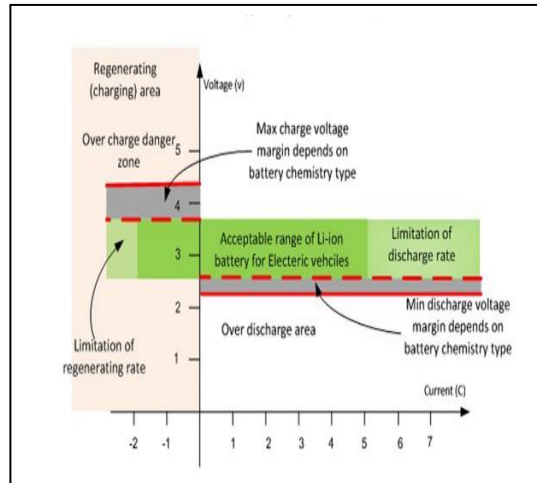 Regenerating
(charging) area
Voltage (v)
Over charge danger
zone
Max charge voltage
margin depends on
battery chemistry type
5
4
3
2
1
Acceptable range of Li-ion
battery for Electeric vehciles
Limitation of
discharge rate
Limitation of
regenerating rate
Over discharge area
Min discharge voltage
margin depends on
battery chemistry type
Current (C)
-2 -1 1 2 3 4 5 6 7